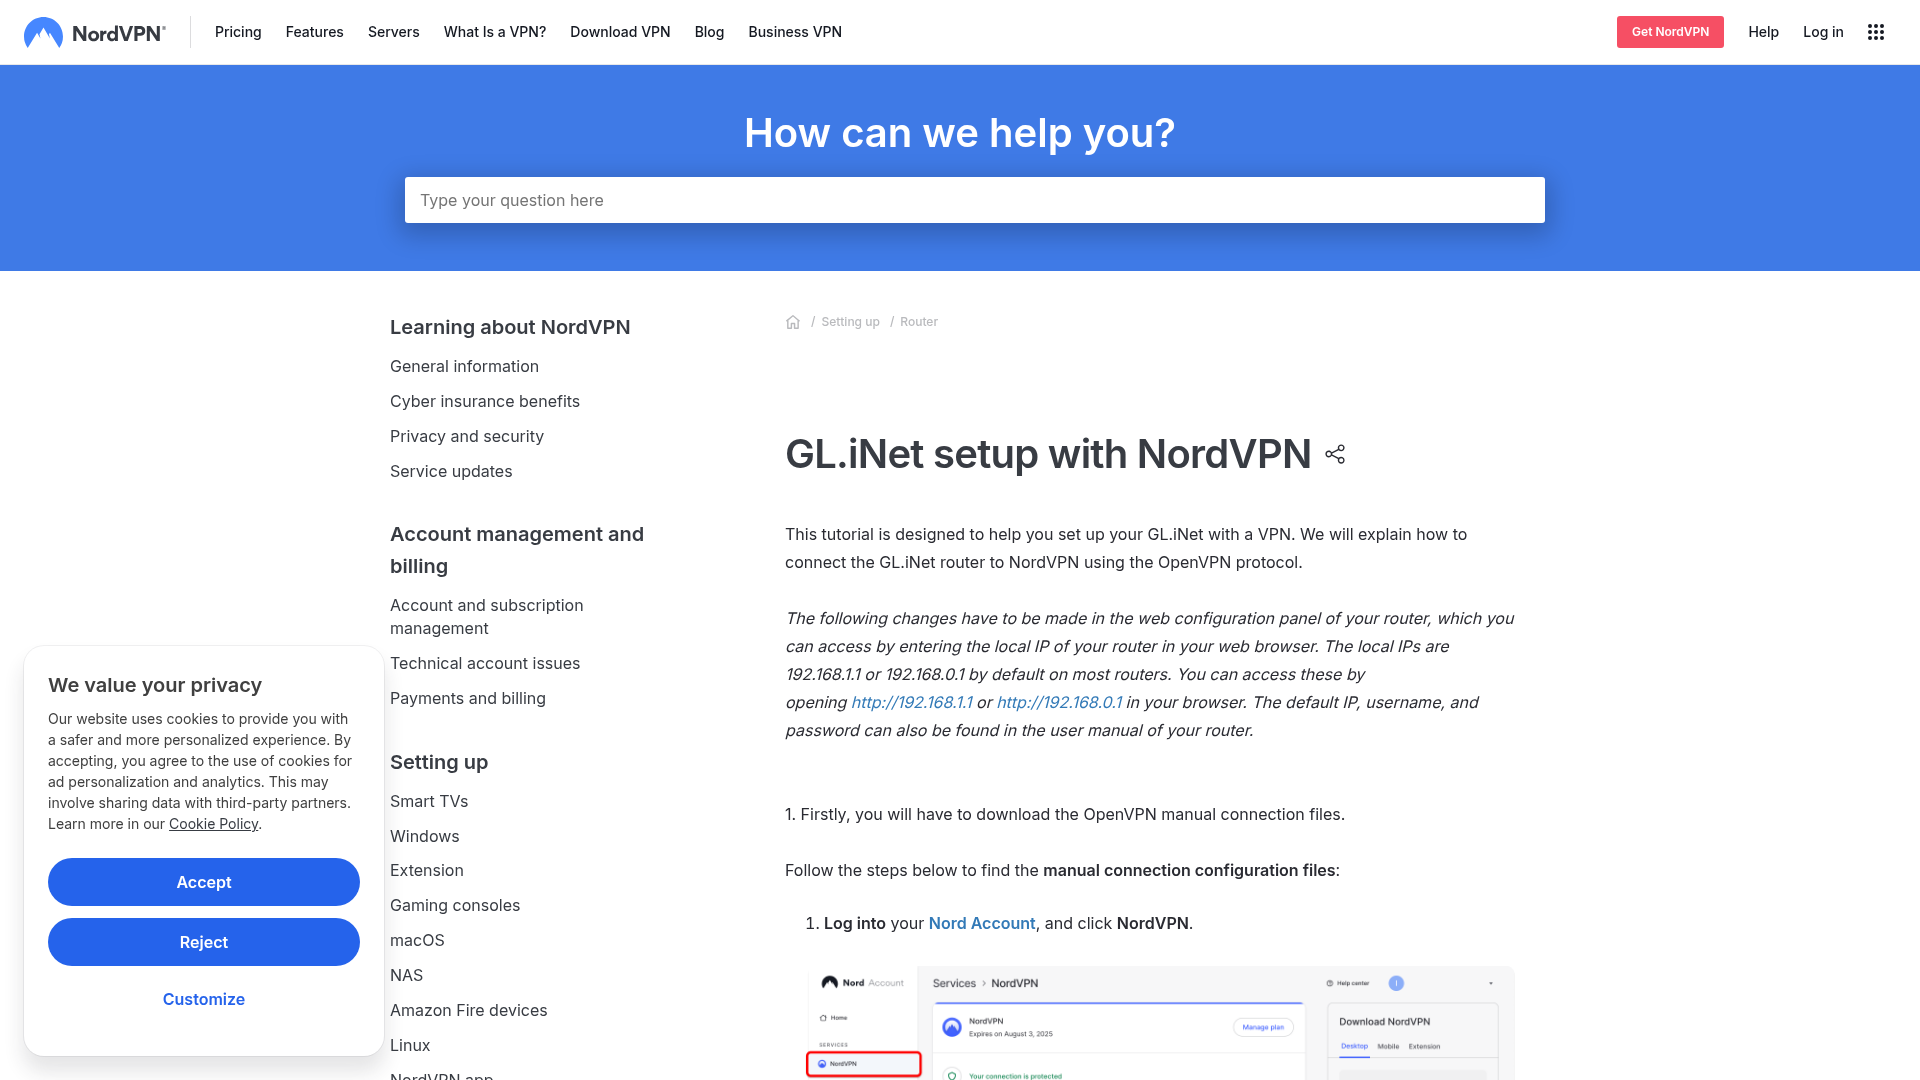 NordVPN®
Pricing
Features
Servers
What Is a VPN?
Download VPN
Blog
Business VPN
Get NordVPN
Help
Log in
How can we help you?
Type your question here
Learning about NordVPN
General information
Cyber insurance benefits
Privacy and security
Service updates
Account management and
billing
Account and subscription
management
Technical account issues
Payments and billing
Setting up
Smart TVs
Windows
Extension
Gaming consoles
macOS
NAS
Amazon Fire devices
Linux
NordVPN app
/ Setting up / Router
GL.iNet setup with NordVPN
This tutorial is designed to help you set up your GL.iNet with a VPN. We will explain how to
connect the GL.iNet router to NordVPN using the OpenVPN protocol.
The following changes have to be made in the web configuration panel of your router, which you
can access by entering the local IP of your router in your web browser. The local IPs are
192.168.1.1 or 192.168.0.1 by default on most routers. You can access these by
opening http://192.168.1.1 or http://192.168.0.1 in your browser. The default IP, username, and
password can also be found in the user manual of your router.
1. Firstly, you will have to download the OpenVPN manual connection files.
Follow the steps below to find the manual connection configuration files:
1. Log into your Nord Account, and click NordVPN.
Nord Account
Home
SERVICES
NordVPN
Services > NordVPN
NordVPN
Expires on August 3, 2025
Manage plan
Your connection is protected
Help center
Download NordVPN
Desktop
Mobile
Extension
We value your privacy
Our website uses cookies to provide you with
a safer and more personalized experience. By
accepting, you agree to the use of cookies for
ad personalization and analytics. This may
involve sharing data with third-party partners.
Learn more in our Cookie Policy.
Accept
Reject
Customize